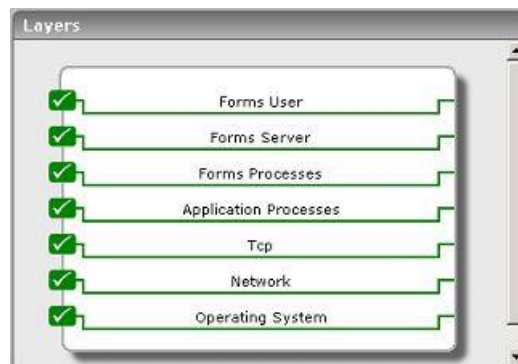 Layers
Forms User
Forms Server
Forms Processes
Application Processes
Tcp
Network
Operating System